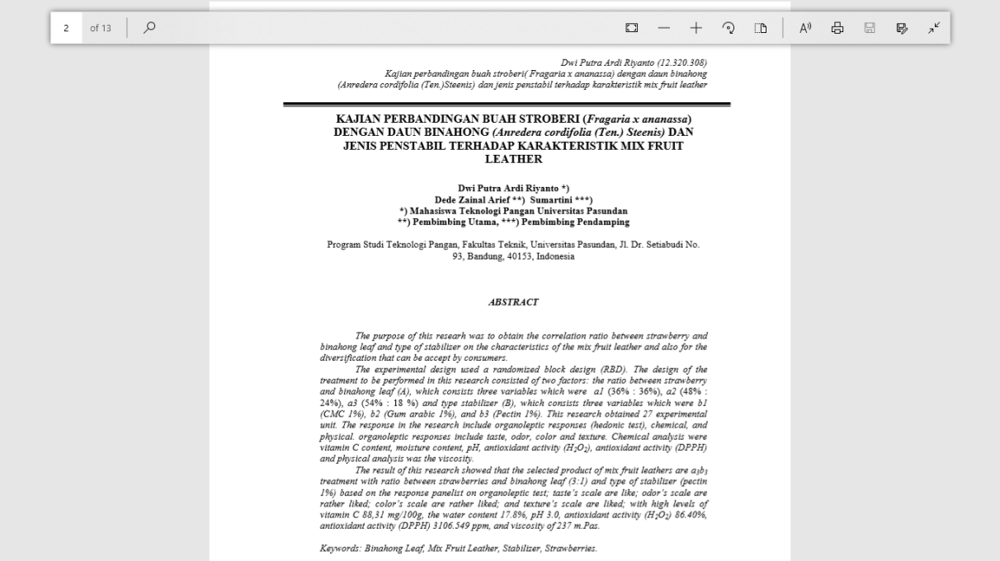 2 of 13
Dwi Putra Ardi Riyanto (12.320.308)
Kajian perbandingan buah stroberi( Fragaria x ananassa) dengan daun binahong
(Anredera cordifolia (Ten.)Steenis) dan jenis penstabil terhadap karakteristik mix fruit leather
KAJIAN PERBANDINGAN BUAH STROBERI (Fragaria x ananassa)
DENGAN DAUN BINAHONG (Anredera cordifolia (Ten.) Steenis) DAN
JENIS PENSTABIL TERHADAP KARAKTERISTIK MIX FRUIT
LEATHER
Dwi Putra Ardi Riyanto *)
Dede Zainal Arief **) Sumartini ***)
*) Mahasiswa Teknologi Pangan Universitas Pasundan
**) Pembimbing Utama, ***) Pembimbing Pendamping
Program Studi Teknologi Pangan, Fakultas Teknik, Universitas Pasundan, Jl. Dr. Setiabudi No.
93, Bandung, 40153, Indonesia
ABSTRACT
The purpose of this researh was to obtain the correlation ratio between strawberry and
binahong leaf and type of stabilizer on the characteristics of the mix fruit leather and also for the
diversification that can be accept by consumers.
The experimental design used a randomized block design (RBD). The design of the
treatment to be performed in this research consisted of two factors: the ratio between strawberry
and binahong leaf (A), which consists three variables which were a1 (36% : 36%), a2 (48% :
24%), a3 (54% : 18 %) and type stabilizer (B), which consists three variables which were b1
(CMC 1%), b2 (Gum arabic 1%), and b3 (Pectin 1%). This research obtained 27 experimental
unit. The response in the research include organoleptic responses (hedonic test), chemical, and
physical. organoleptic responses include taste, odor, color and texture. Chemical analysis were
vitamin C content, moisture content, pH, antioxidant activity (H₂O₂), antioxidant activity (DPPH)
and physical analysis was the viscosity.
The result of this research showed that the selected product of mix fruit leathers are a₃b₃
treatment with ratio between strawberries and binahong leaf (3:1) and type of stabilizer (pectin
1%) based on the response panelist on organoleptic test; taste's scale are like; odor's scale are
rather liked; color's scale are rather liked; and texture's scale are liked; with high levels of
vitamin C 88,31 mg/100g, the water content 17.8%, pH 3.0, antioxidant activity (H₂O₂) 86.40%,
antioxidant activity (DPPH) 3106.549 ppm, and viscosity of 237 m.Pas.
Keywords: Binahong Leaf, Mix Fruit Leather, Stabilizer, Strawberries.